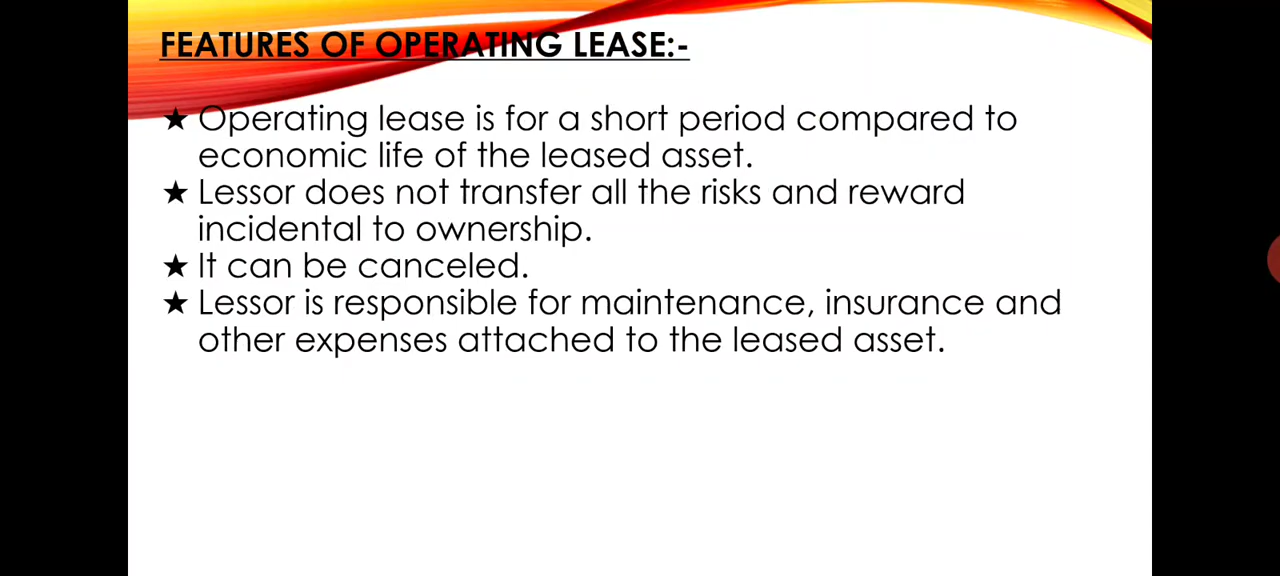 FEATURES OF OPERATING LEASE:-
★ Operating lease is for a short period compared to
economic life of the leased asset.
★ Lessor does not transfer all the risks and reward
incidental to ownership.
★ It can be canceled.
★ Lessor is responsible for maintenance, insurance and
other expenses attached to the leased asset.